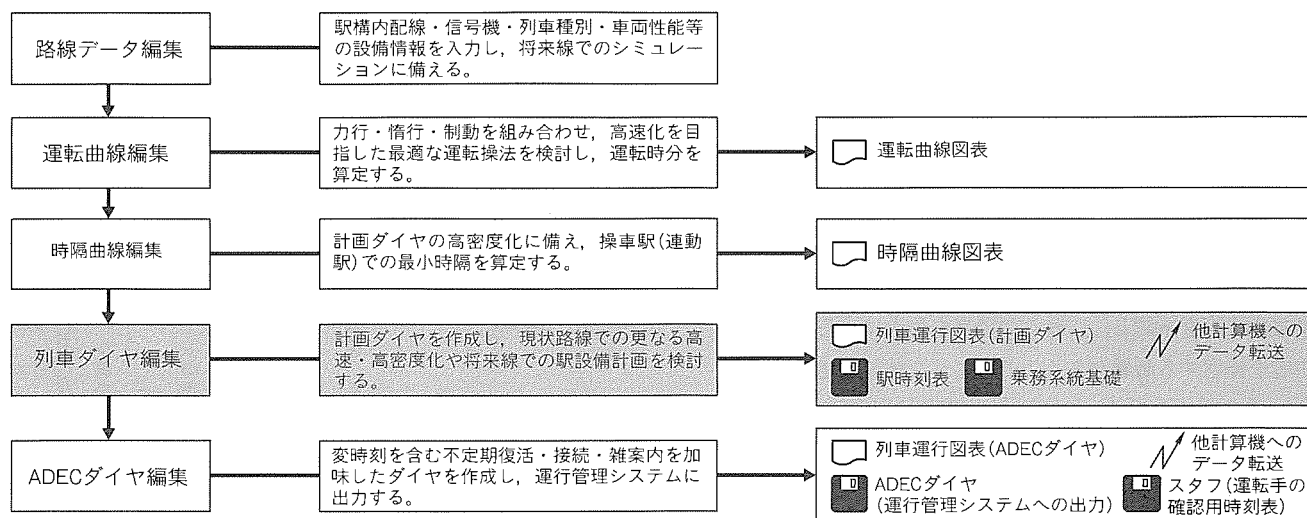 路線データ編集
駅構内配線・信号機・列車種別・車両性能等
の設備情報を入力し，将来線でのシミュレー
ションに備える。
運転曲線編集
力行・惰行・制動を組み合わせ，高速化を目
指した最適な運転操法を検討し，運転時分を
算定する。
運転曲線図表
時隔曲線編集
計画ダイヤの高密度化に備え，操車駅(連動
駅)での最小時隔を算定する。
時隔曲線図表
列車ダイヤ編集
計画ダイヤを作成し，現状路線での更なる高
速・高密度化や将来線での駅設備計画を検討
する。
列車運行図表(計画ダイヤ)
他計算機への
データ転送
駅時刻表
乗務系統基礎
ADECダイヤ編集
変時刻を含む不定期復活・接続・雑案内を加
味したダイヤを作成し，運行管理システムに
出力する。
列車運行図表(ADECダイヤ)
他計算機への
データ転送
ADECダイヤ
(運行管理システムへの出力)
スタフ(運転手の
確認用時刻表)